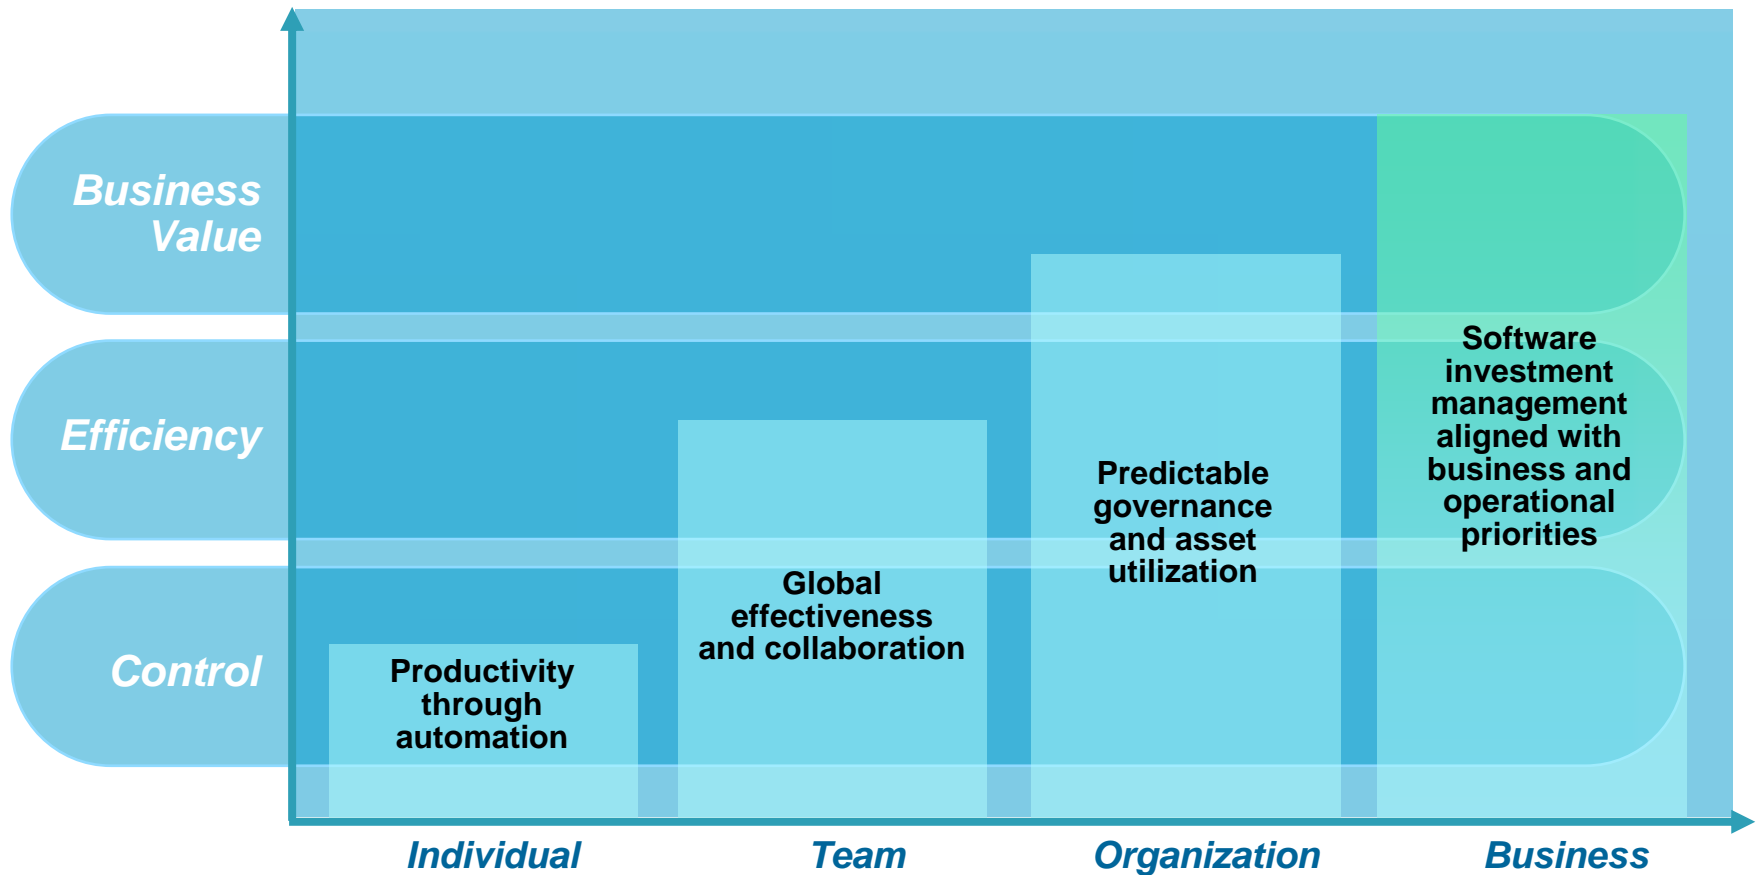 Business
Value
Efficiency
Control
Productivity
through
automation
Global
effectiveness
and collaboration
Predictable
governance
and asset
utilization
Software
investment
management
aligned with
business and
operational
priorities
Individual
Team
Organization
Business